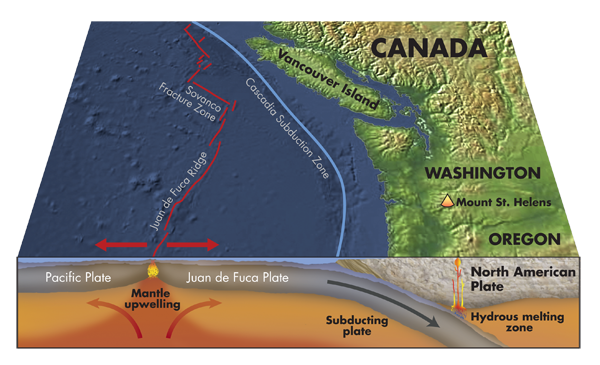 CANADA
Vancouver Island
Sovanco
Fracture Zone
Cascadia Subduction Zone
Juan de Fuca Ridge
WASHINGTON
Mount St. Helens
OREGON
Pacific Plate
Juan de Fuca Plate
North American
Plate
Mantle
upwelling
Subducting
plate
Hydrous melting
zone